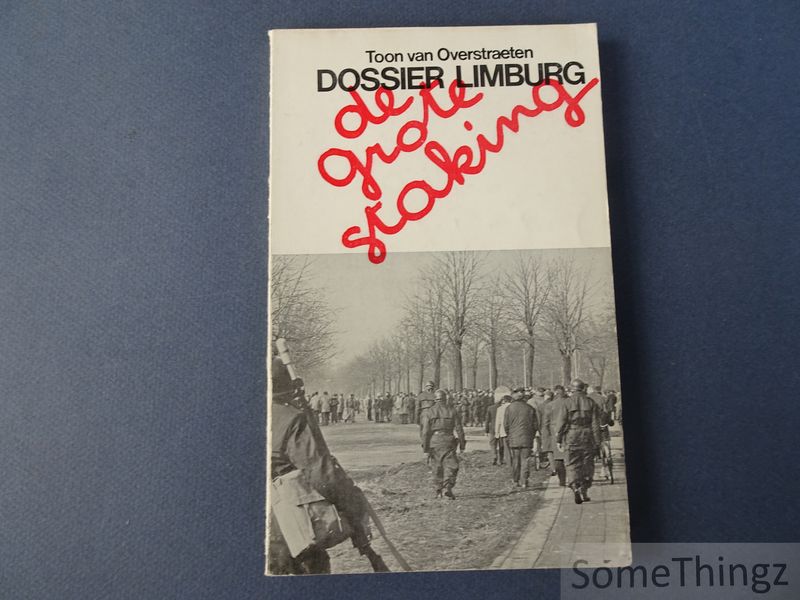 Toon van Overstraeten
DOSSIER LIMBURG
de
grote
staking
SomeThingz